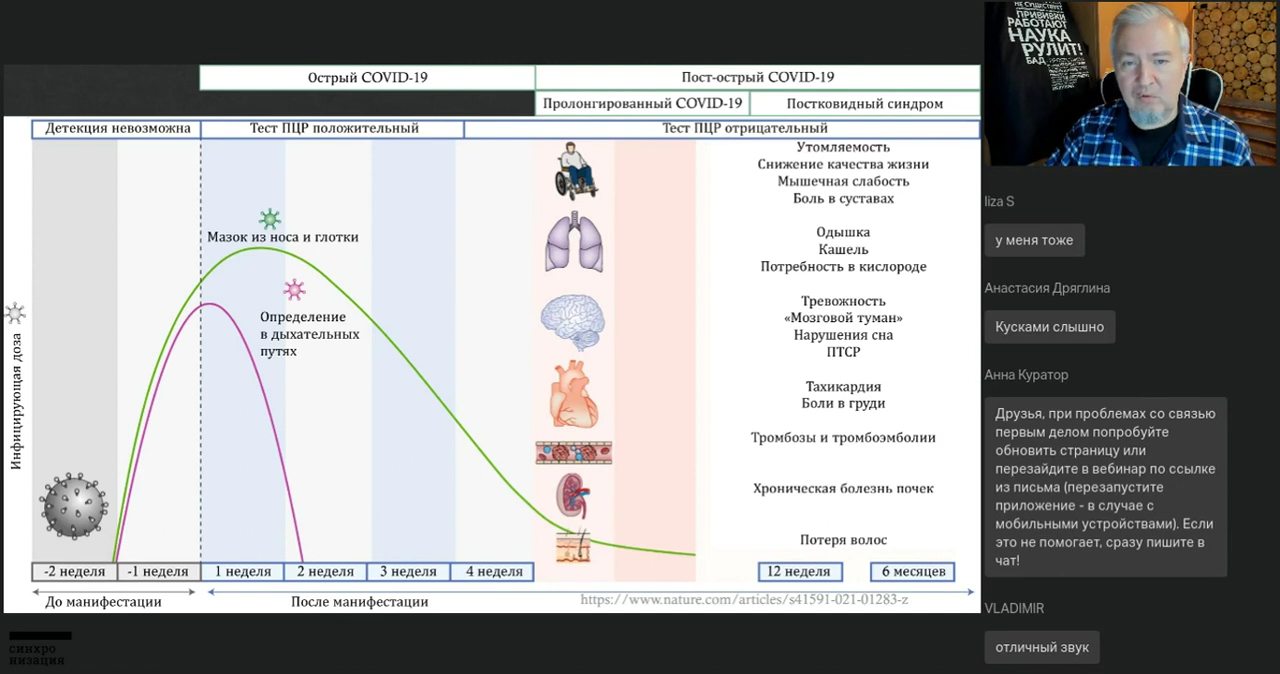 Острый COVID-19
Пост-острый COVID-19
Пролонгированный COVID-19
Постковидный синдром
Детекция невозможна
Тест ПЦР положительный
Тест ПЦР отрицательный
Мазок из носа и глотки
Определение
в дыхательных
путях
Инфицирующая доза
Утомляемость
Снижение качества жизни
Мышечная слабость
Боль в суставах
Одышка
Кашель
Потребность в кислороде
Тревожность
«Мозговой туман»
Нарушения сна
ПТСР
Тахикардия
Боли в груди
Тромбозы и тромбоэмболии
Хроническая болезнь почек
Потеря волос
-2 неделя
-1 неделя
1 неделя
2 неделя
3 неделя
4 неделя
12 неделя
6 месяцев
До манифестации
После манифестации
https://www.nature.com/articles/s41591-021-01283-z
синхро
низация
ПРИВИВКИ
РАБОТАЮТ
НАУКА
РУЛИТ!
БАД
liza S
у меня тоже
Анастасия Дряглина
Кусками слышно
Анна Куратор
Друзья, при проблемах со связью
первым делом попробуйте
обновить страницу или
перезайдите в вебинар по ссылке
из письма (перезапустите
приложение - в случае с
мобильными устройствами). Если
это не помогает, сразу пишите в
чат!
VLADIMIR
отличный звук